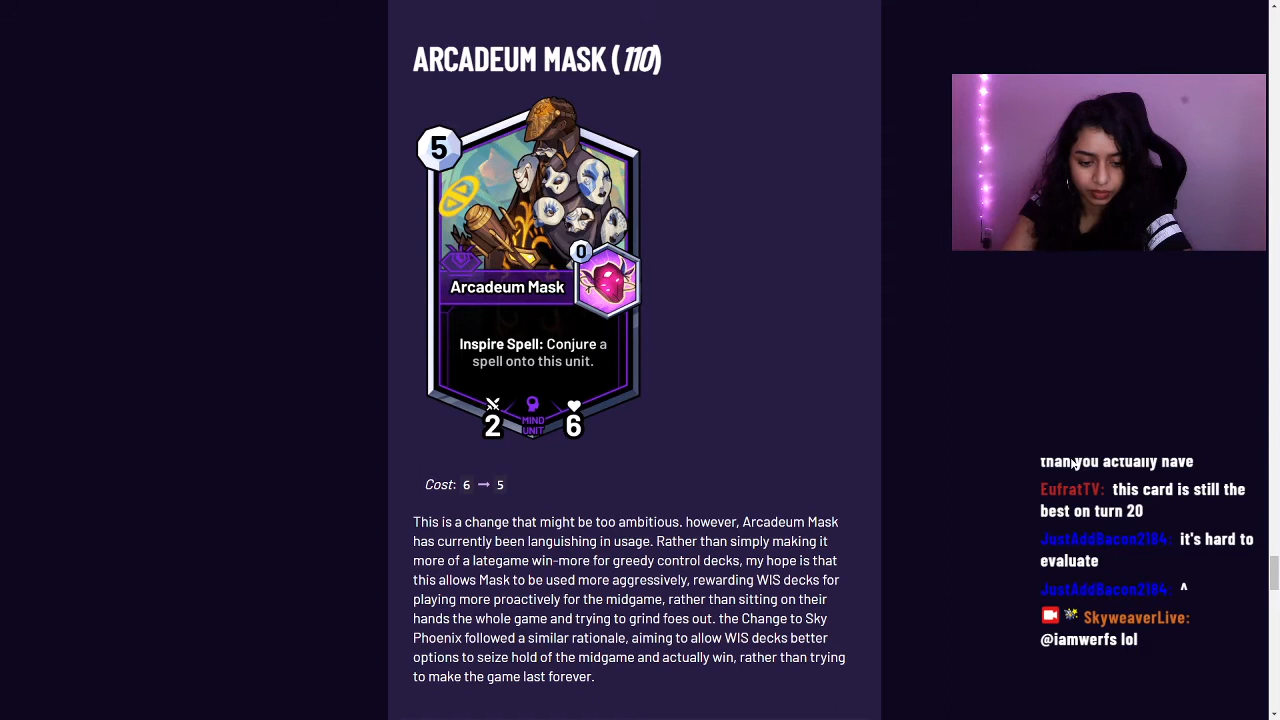 ARCADEUM MASK (110)
5
0
Arcadeum Mask
Inspire Spell: Conjure a
spell onto this unit.
2
MIND
UNIT
6
Cost: 6 → 5
This is a change that might be too ambitious. however, Arcadeum Mask
has currently been languishing in usage. Rather than simply making it
more of a lategame win-more for greedy control decks, my hope is that
this allows Mask to be used more aggressively, rewarding WIS decks for
playing more proactively for the midgame, rather than sitting on their
hands the whole game and trying to grind foes out. the Change to Sky
Phoenix followed a similar rationale, aiming to allow WIS decks better
options to seize hold of the midgame and actually win, rather than trying
to make the game last forever.
than you actually have
EufratTV: this card is still the
best on turn 20
JustAddBacon2184: it's hard to
evaluate
JustAddBacon2184: ^
SkyweaverLive:
@iamwerfs lol